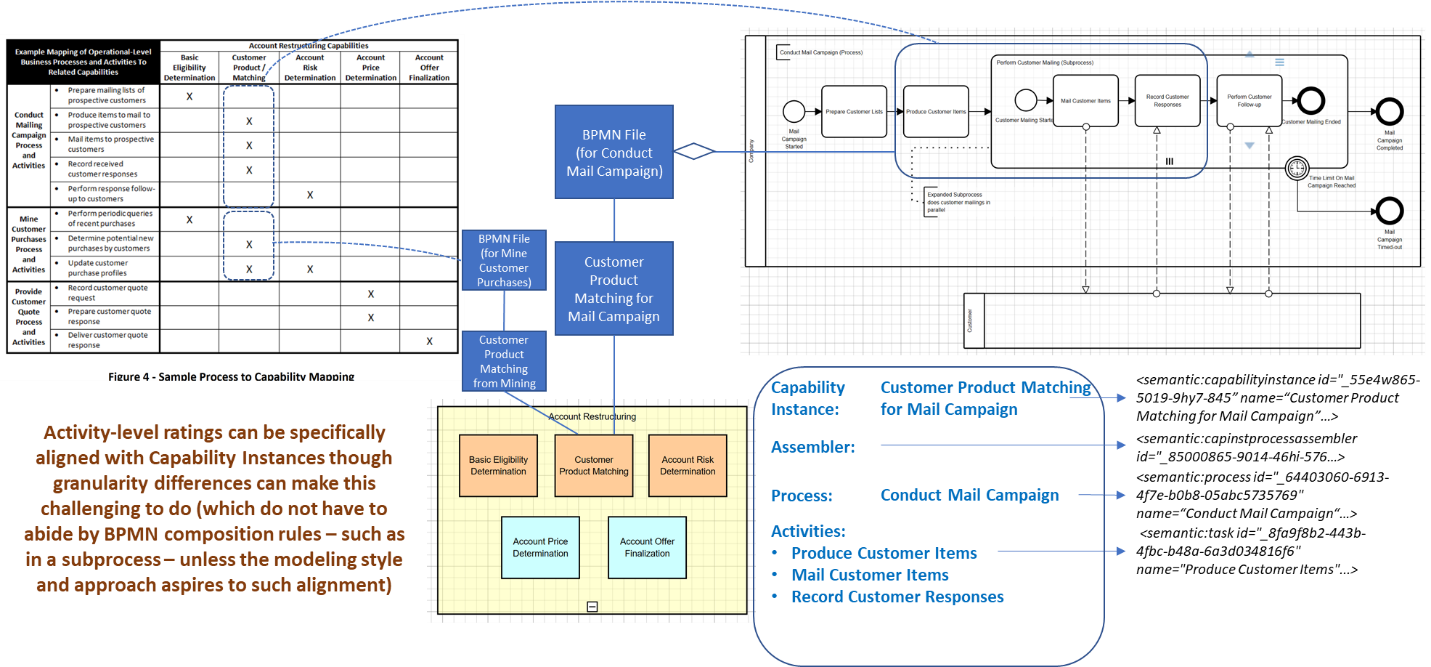 Example Mapping of Operational-Level
Business Processes and Activities To
Related Capabilities
Account Restructuring Capabilities
Basic
Eligibility
Determination
Customer
Product /
Matching
Account
Risk
Determination
Account
Price
Determination
Account
Offer
Finalization
Conduct
Mailing
Campaign
Process
and
Activities
• Prepare mailing lists of
prospective customers
X
• Produce items to mail to
prospective customers
X
• Mail items to prospective
customers
X
• Record received
customer responses
X
• Perform response follow-
up to customers
X
Mine
Customer
Purchases
Process
and
Activities
• Perform periodic queries
of recent purchases
X
• Determine potential new
purchases by customers
X
• Update customer
purchase profiles
X X
Provide
Customer
Quote
Process
and
Activities
• Record customer quote
request
X
• Prepare customer quote
response
X
• Deliver customer quote
response
X
Figure 4 - Sample Process to Capability Mapping
BPMN File
(for Conduct
Mail Campaign)
BPMN File
(for Mine
Customer
Purchases)
Customer
Product
Matching for
Mail Campaign
Customer
Product
Matching
from Mining
Company
Conduct Mail Campaign (Process)
Mail
Campaign
Started
Prepare Customer Lists
Produce Customer Items
Perform Customer Mailing (Subprocess)
Customer Mailing Starte
Mail Customer Items
Record Customer
Responses
Perform Customer
Follow-up
Customer Mailing Ended
Mail
Campaign
Completed
Time Limit On Mail
Campaign Reached
Mail
Campaign
Timed-out
Expanded Subprocess
does customer mailings in
parallel
Customer
Activity-level ratings can be specifically
aligned with Capability Instances though
granularity differences can make this
challenging to do (which do not have to
abide by BPMN composition rules – such as
in a subprocess – unless the modeling style
and approach aspires to such alignment)
Account Restructuring
Basic Eligibility
Determination
Customer
Product Matching
Account Risk
Determination
Account Price
Determination
Account Offer
Finalization
Capability
Instance:
Customer Product Matching
for Mail Campaign
Assembler:
Process:
Conduct Mail Campaign
Activities:
• Produce Customer Items
• Mail Customer Items
• Record Customer Responses
<semantic:capabilityinstance id="_55e4w865-
5019-9hy7-845” name=“Customer Product
Matching for Mail Campaign”…>
<semantic:capinstprocessassembler
id="_85000865-9014-46hi-576…>
<semantic:process id="_64403060-6913-
4f7e-b0b8-05abc5735769"
name=“Conduct Mail Campaign“…>
<semantic:task id="_8fa9f8b2-443b-
4fbc-b48a-6a3d034816f6"
name="Produce Customer Items"…>